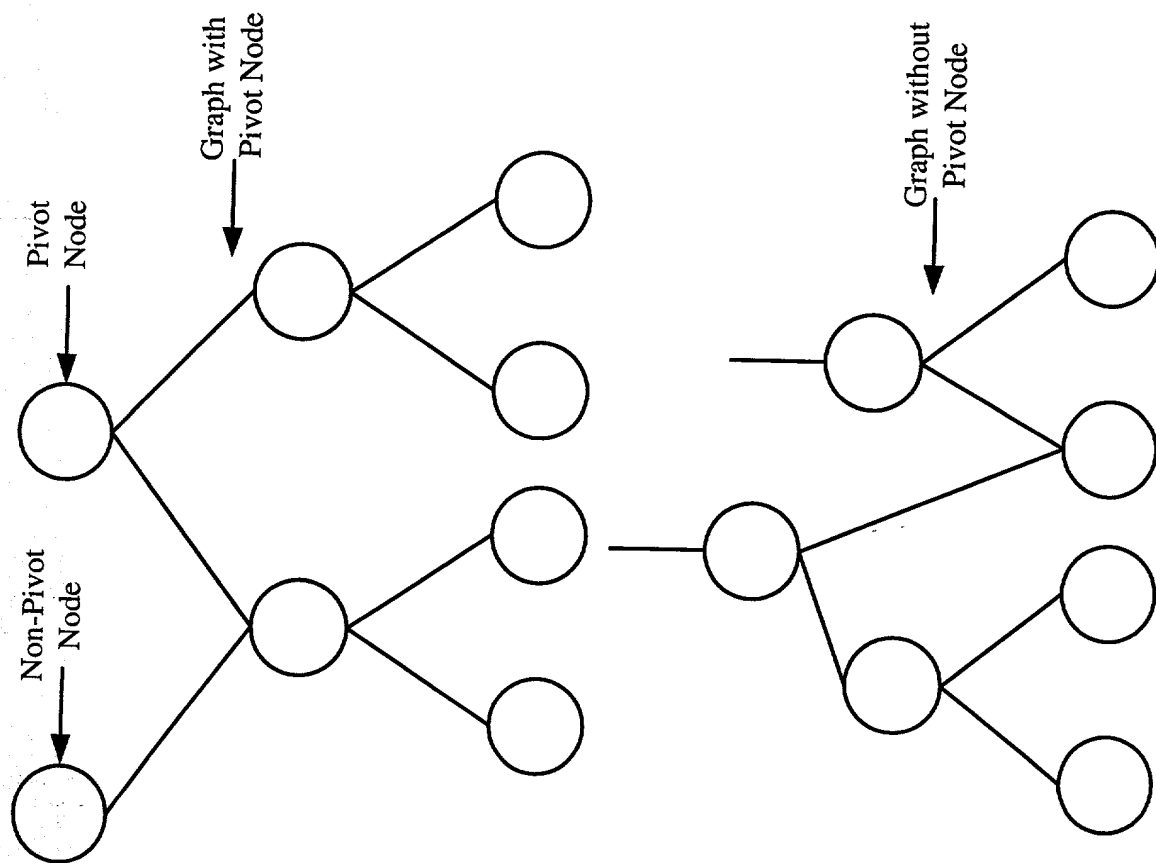 Non-Pivot
Node
Pivot
Node
Graph with
Pivot Node
Graph without
Pivot Node